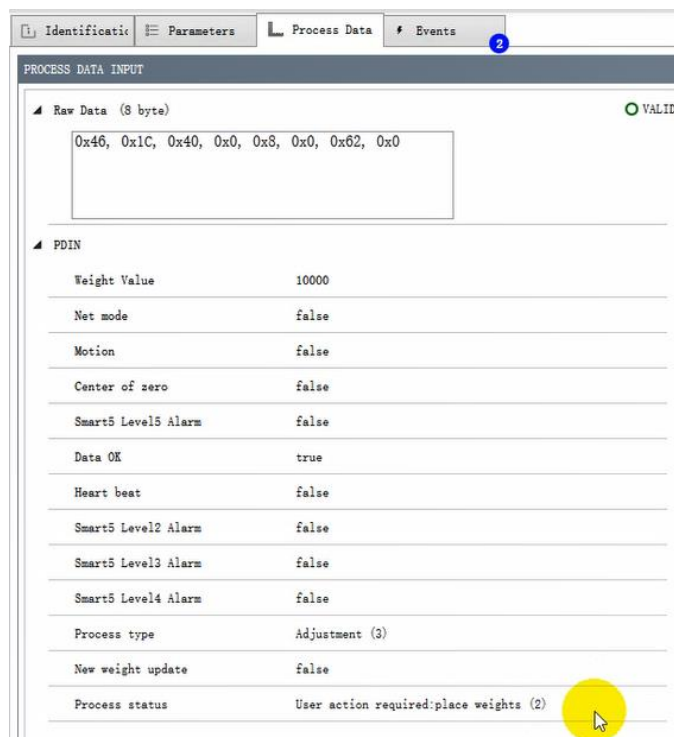 Identificatic Parameters Process Data Events 2
PROCESS DATA INPUT
Raw Data (8 byte) VALID
0x46, 0x1C, 0x40, 0x0, 0x8, 0x0, 0x62, 0x0
PDIN
Weight Value 10000
Net mode false
Motion false
Center of zero false
Smart5 Level5 Alarm false
Data OK true
Heart beat false
Smart5 Level2 Alarm false
Smart5 Level3 Alarm false
Smart5 Level4 Alarm false
Process type Adjustment (3)
New weight update false
Process status User action required:place weights (2)